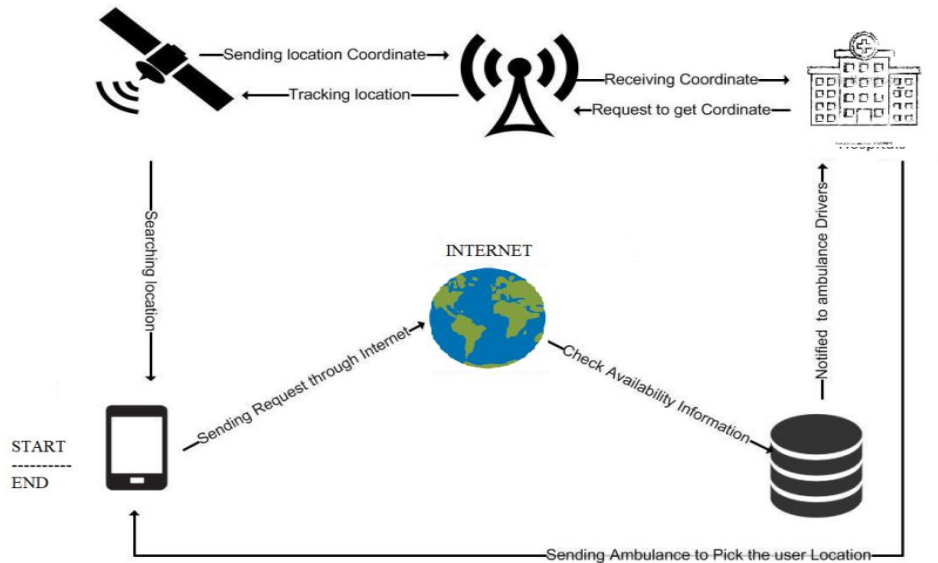 Sending location Coordinate
Tracking location
Receiving Coordinate
Request to get Cordinate
Hospitals
Searching location
INTERNET
Notified to ambulance Drivers
Sending Request through Internet
Check Availability Information
START
----------
END
Sending Ambulance to Pick the user Location